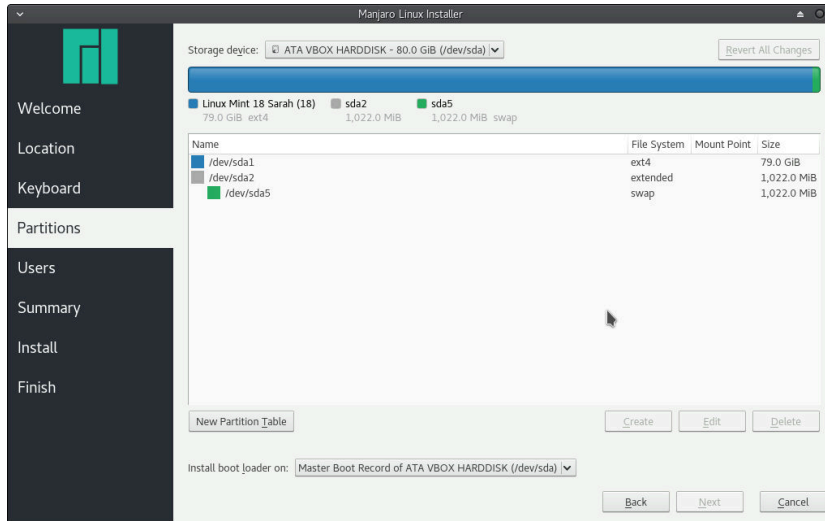 Manjaro Linux Installer
Welcome
Location
Keyboard
Partitions
Users
Summary
Install
Finish
Storage device: ATA VBOX HARDDISK - 80.0 GiB (/dev/sda) Revert All Changes
Linux Mint 18 Sarah (18) sda2 sda5
79.0 GiB ext4 1,022.0 MiB 1,022.0 MiB swap
Name File System Mount Point Size
/dev/sda1 ext4 79.0 GiB
/dev/sda2 extended 1,022.0 MiB
/dev/sda5 swap 1,022.0 MiB
New Partition Table Create Edit Delete
Install boot loader on: Master Boot Record of ATA VBOX HARDDISK (/dev/sda)
Back Next Cancel